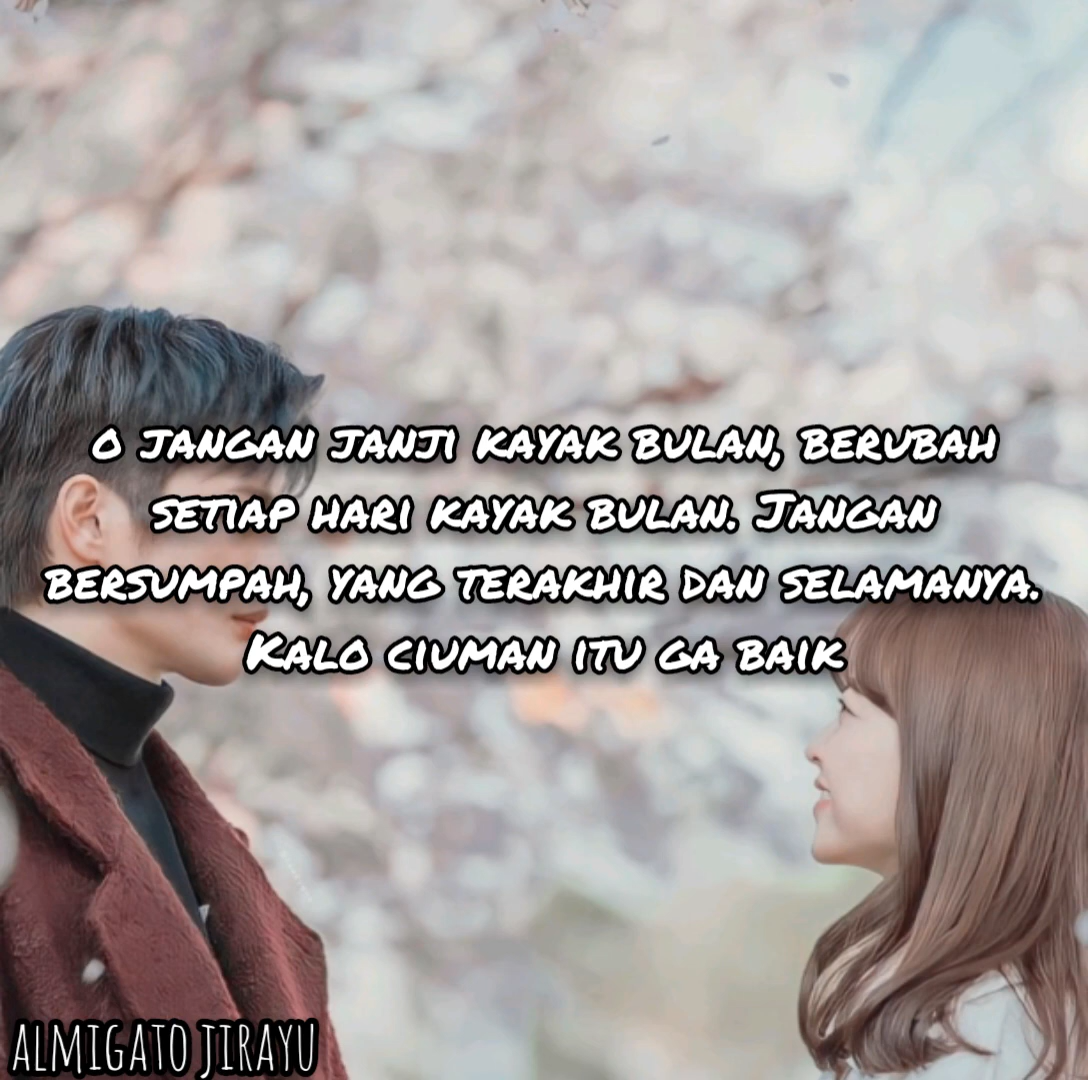 O JANGAN JANJI KAYAK BULAN, BERUBAH
SETIAP HARI KAYAK BULAN. JANGAN
BERSUMPAH, YANG TERAKHIR DAN SELAMANYA.
KALO CIUMAN ITU GA BAIK
ALMIGATO JIRAYU